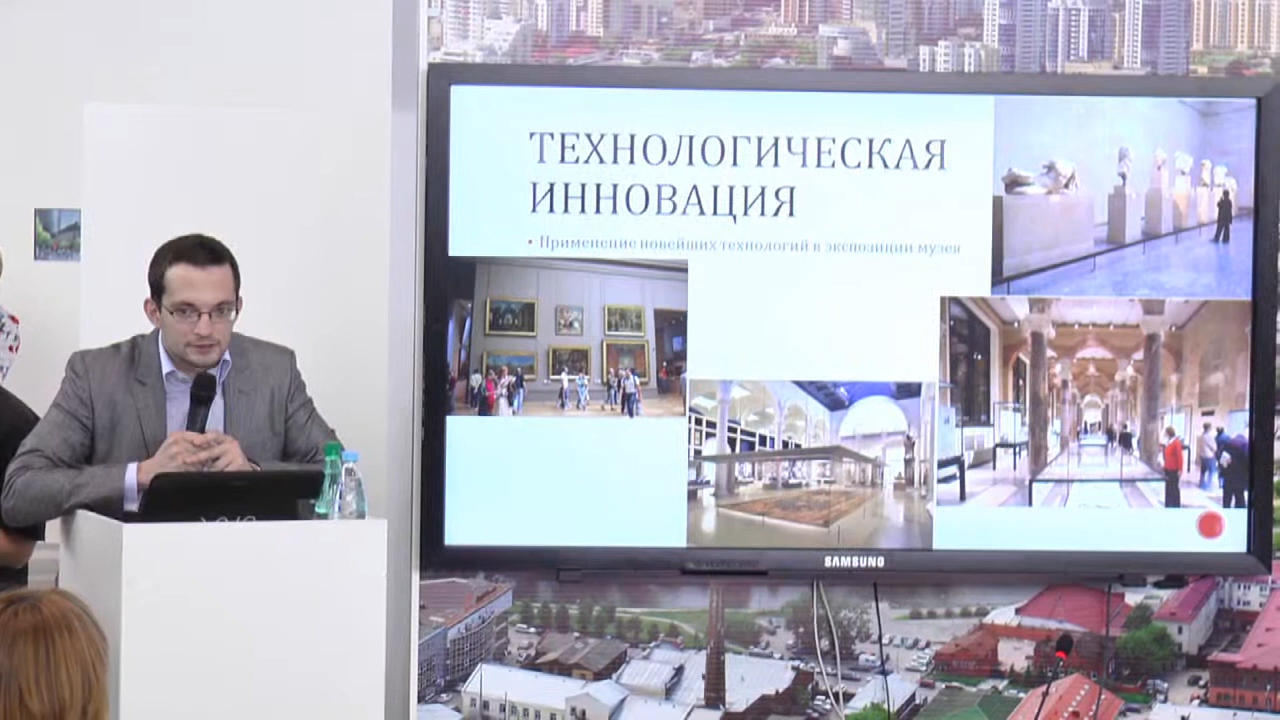 ТЕХНОЛОГИЧЕСКАЯ
ИННОВАЦИЯ
• Применение новейших технологий в экспозиции музея
SAMSUNG